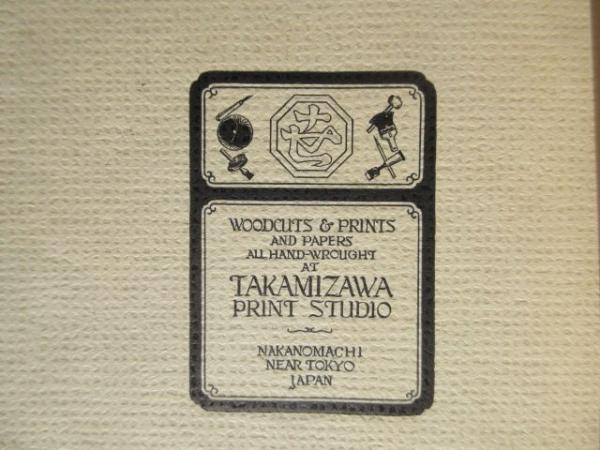 WOODCUTS & PRINTS
AND PAPERS
ALL HAND-WROUGHT
AT
TAKAMIZAWA
PRINT STUDIO
NAKANOMACHI
NEAR TOKYO
JAPAN